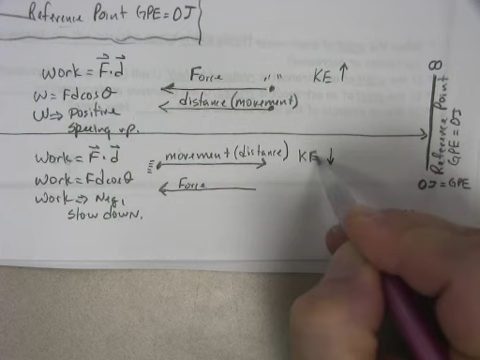 Reference Point GPE = 0J
Work = F⃗·d⃗
W = Fdcosθ
W ⇒ Positive
Speeding up.
Force
distance (movement)
KE ↑
Work = F⃗·d⃗
Work = Fdcosθ
Work ⇒ Neg,
slow down.
movement (distance)
Force
KE ↓
8
Reference Point
GPE = 0J
0J = GPE